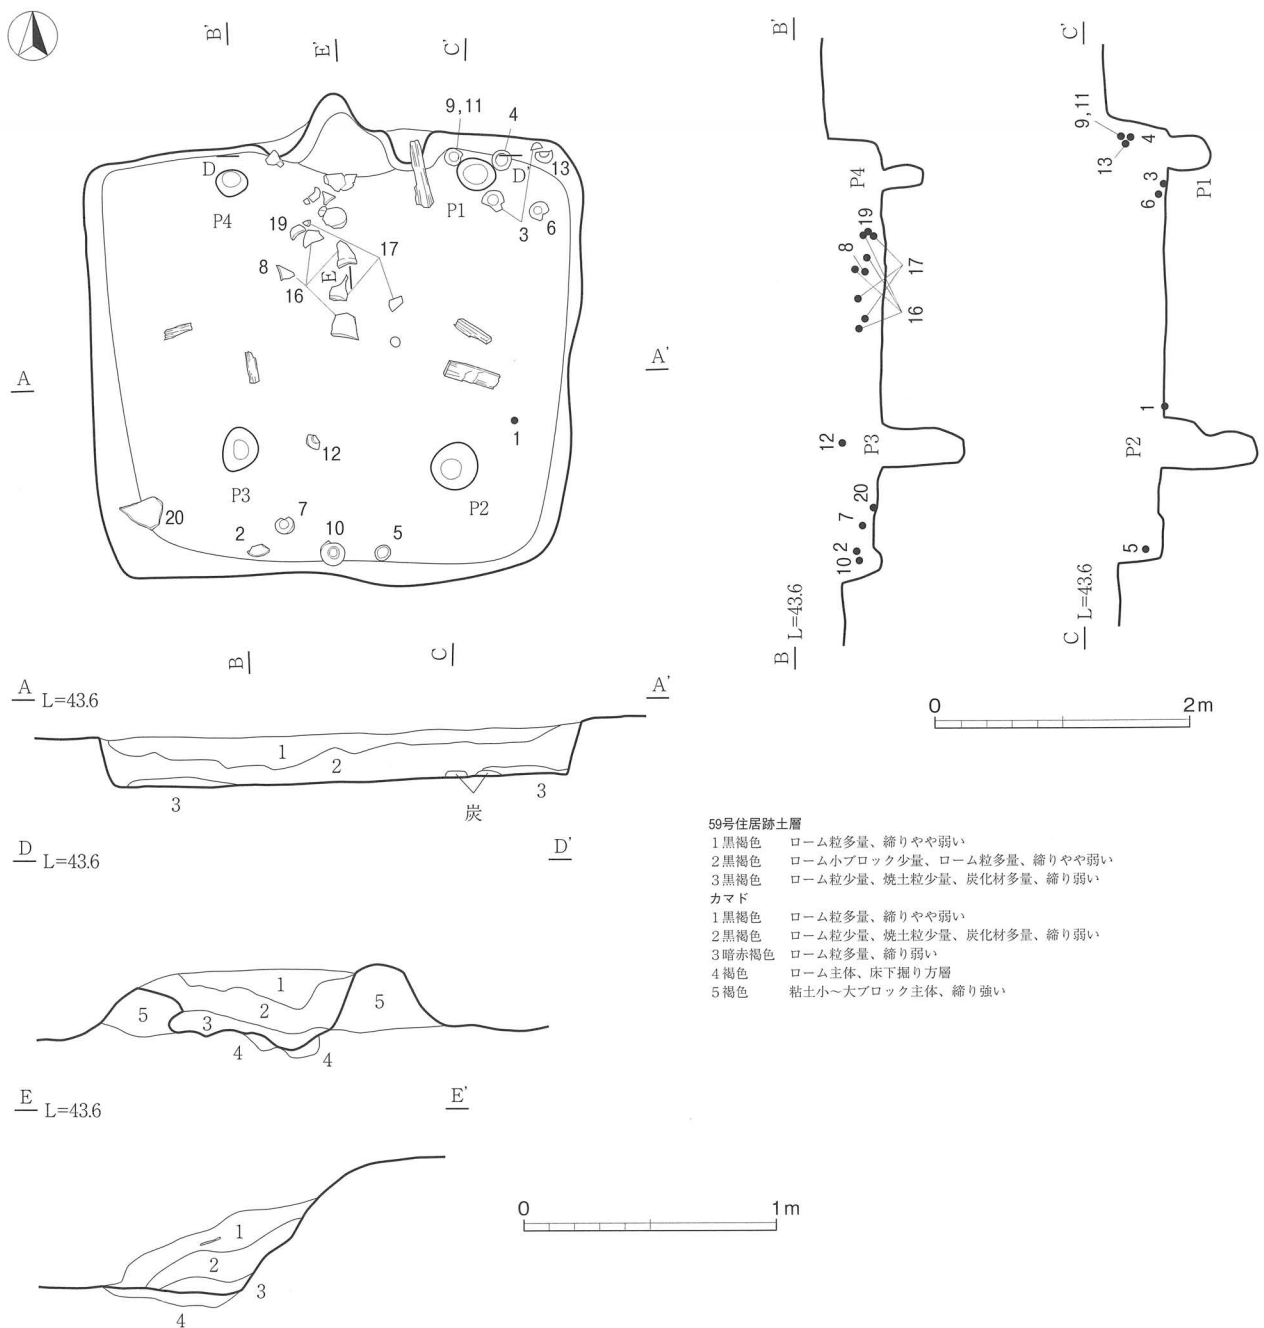 B'
E'
C'
9,11
4
D
D'
13
P4
P1
3
6
19
17
8
E
16
A
A'
1
12
P3
P2
20
7
2
10
5
B
C
B'
P4
19
8
17
16
12
P3
20
7
2
10
B L=43.6
C'
9,11
4
13
3
6
P1
1
P2
5
C L=43.6
0 2m
A L=43.6 A'
1
2
3
3
炭
D L=43.6 D'
1
2
3
5
5
4
4
E L=43.6 E'
1
2
3
4
0 1m
59号住居跡土層
1黒褐色 ローム粒多量、締りやや弱い
2黒褐色 ローム小ブロック少量、ローム粒多量、締りやや弱い
3黒褐色 ローム粒少量、焼土粒少量、炭化材多量、締り弱い
カマド
1黒褐色 ローム粒多量、締りやや弱い
2黒褐色 ローム粒少量、焼土粒少量、炭化材多量、締り弱い
3暗赤褐色 ローム粒多量、締り弱い
4褐色 ローム主体、床下掘り方層
5褐色 粘土小～大ブロック主体、締り強い